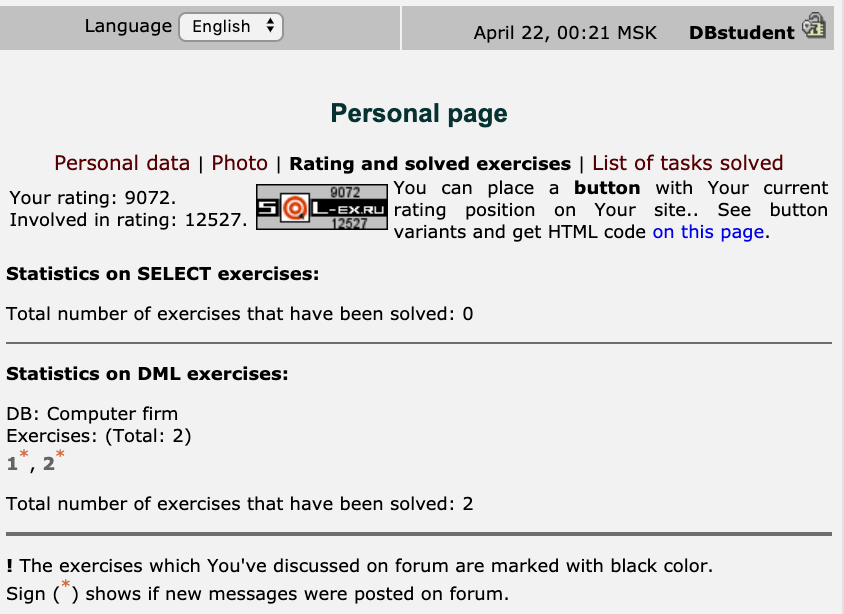 Language English April 22, 00:21 MSK DBstudent
Personal page
Personal data | Photo | Rating and solved exercises | List of tasks solved
Your rating: 9072.
Involved in rating: 12527.
9072
SQL-EX.RU
12527
You can place a button with Your current
rating position on Your site.. See button
variants and get HTML code on this page.
Statistics on SELECT exercises:
Total number of exercises that have been solved: 0
Statistics on DML exercises:
DB: Computer firm
Exercises: (Total: 2)
1*, 2*
Total number of exercises that have been solved: 2
! The exercises which You've discussed on forum are marked with black color.
Sign (*) shows if new messages were posted on forum.